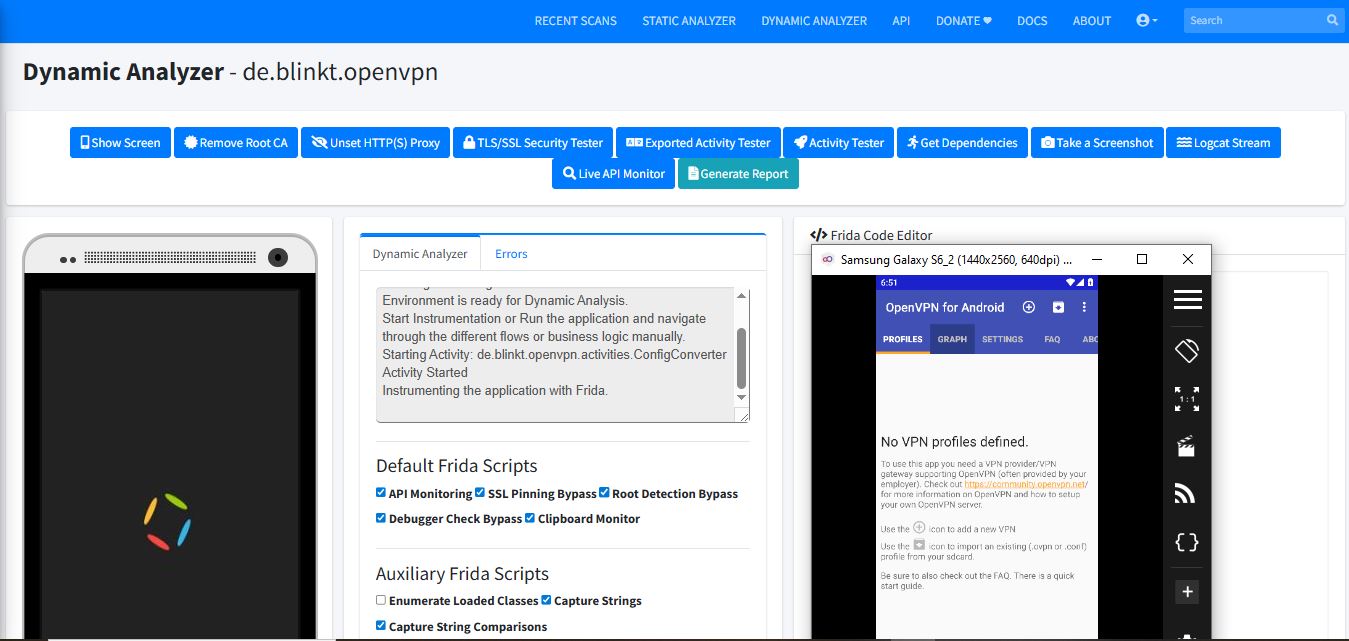 RECENT SCANS STATIC ANALYZER DYNAMIC ANALYZER API DONATE DOCS ABOUT Search
Dynamic Analyzer - de.blinkt.openvpn
Show Screen Remove Root CA Unset HTTP(S) Proxy TLS/SSL Security Tester Exported Activity Tester Activity Tester Get Dependencies Take a Screenshot Logcat Stream
Live API Monitor Generate Report
Dynamic Analyzer Errors
Environment is ready for Dynamic Analysis.
Start Instrumentation or Run the application and navigate
through the different flows or business logic manually.
Starting Activity: de.blinkt.openvpn.activities.ConfigConverter
Activity Started
Instrumenting the application with Frida.
Default Frida Scripts
API Monitoring SSL Pinning Bypass Root Detection Bypass
Debugger Check Bypass Clipboard Monitor
Auxiliary Frida Scripts
Enumerate Loaded Classes Capture Strings
Capture String Comparisons
Frida Code Editor
Samsung Galaxy S6_2 (1440x2560, 640dpi) ...
6:51
OpenVPN for Android
PROFILES GRAPH SETTINGS FAQ ABO
No VPN profiles defined.
To use this app you need a VPN provider/VPN
gateway supporting OpenVPN (often provided by your
employer). Check out https://community.openvpn.net/
for more information on OpenVPN and how to setup
your own OpenVPN server.
Use the icon to add a new VPN
Use the icon to import an existing (.ovpn or .conf)
profile from your sdcard.
Be sure to also check out the FAQ. There is a quick
start guide.
1 : 1